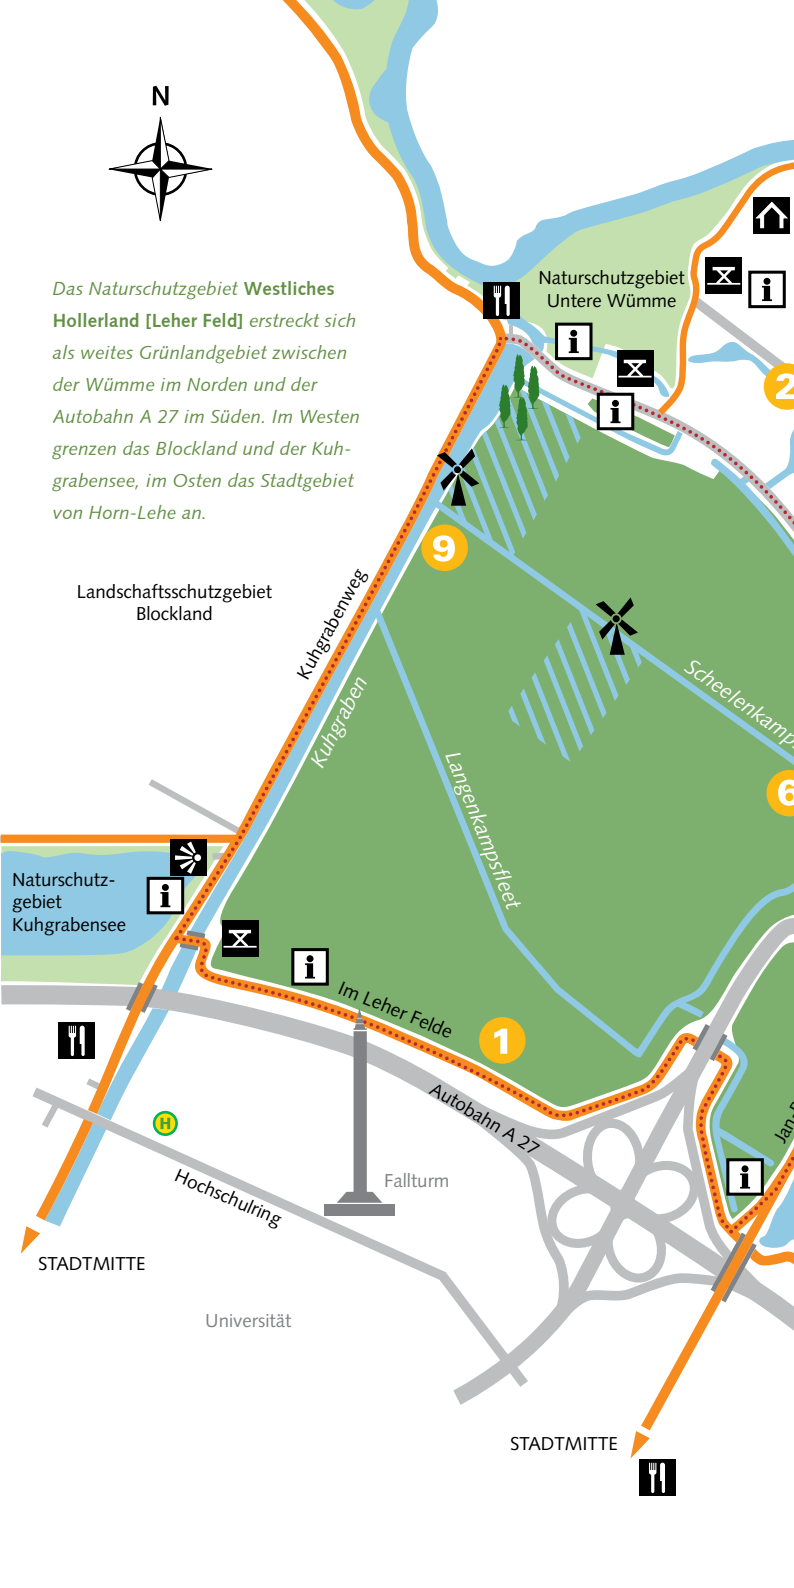 N
Das Naturschutzgebiet Westliches
Hollerland [Leher Feld] erstreckt sich
als weites Grünlandgebiet zwischen
der Wümme im Norden und der
Autobahn A 27 im Süden. Im Westen
grenzen das Blockland und der Kuh-
grabensee, im Osten das Stadtgebiet
von Horn-Lehe an.
Naturschutzgebiet
Untere Wümme
i
i
i
2
9
Landschaftsschutzgebiet
Blockland
Kuhgrabenweg
Kuhgraben
Langenkampsfleet
Scheelenkamps
6
Naturschutz-
gebiet
Kuhgrabensee
i
i
Im Leher Felde
1
Autobahn A 27
H
Hochschulring
Fallturm
i
STADTMITTE
Universität
STADTMITTE